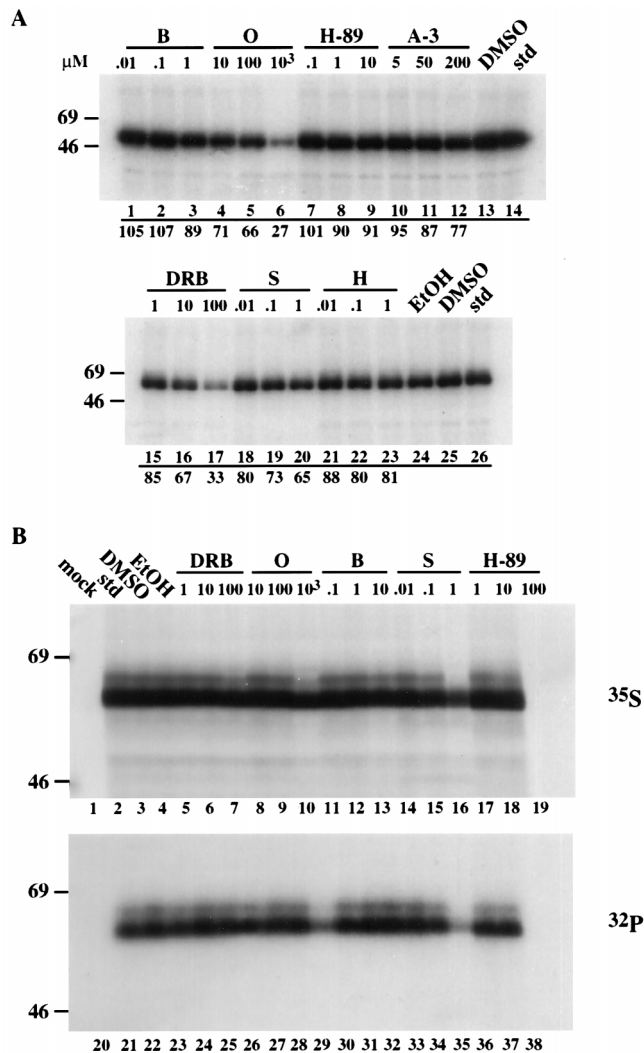 A
B O H-89 A-3
μM .01 .1 1 10 100 10³ .1 1 10 5 50 200 DMSO std
69
46
1 2 3 4 5 6 7 8 9 10 11 12 13 14
105 107 89 71 66 27 101 90 91 95 87 77
DRB S H
1 10 100 .01 .1 1 .01 .1 1 EtOH DMSO std
69
46
15 16 17 18 19 20 21 22 23 24 25 26
85 67 33 80 73 65 88 80 81
B
DRB O B S H-89
mock std DMSO EtOH 1 10 100 10 100 10³ .1 1 10 .01 .1 1 1 10 100
69
³⁵S
46
1 2 3 4 5 6 7 8 9 10 11 12 13 14 15 16 17 18 19
69
³²P
46
20 21 22 23 24 25 26 27 28 29 30 31 32 33 34 35 36 37 38